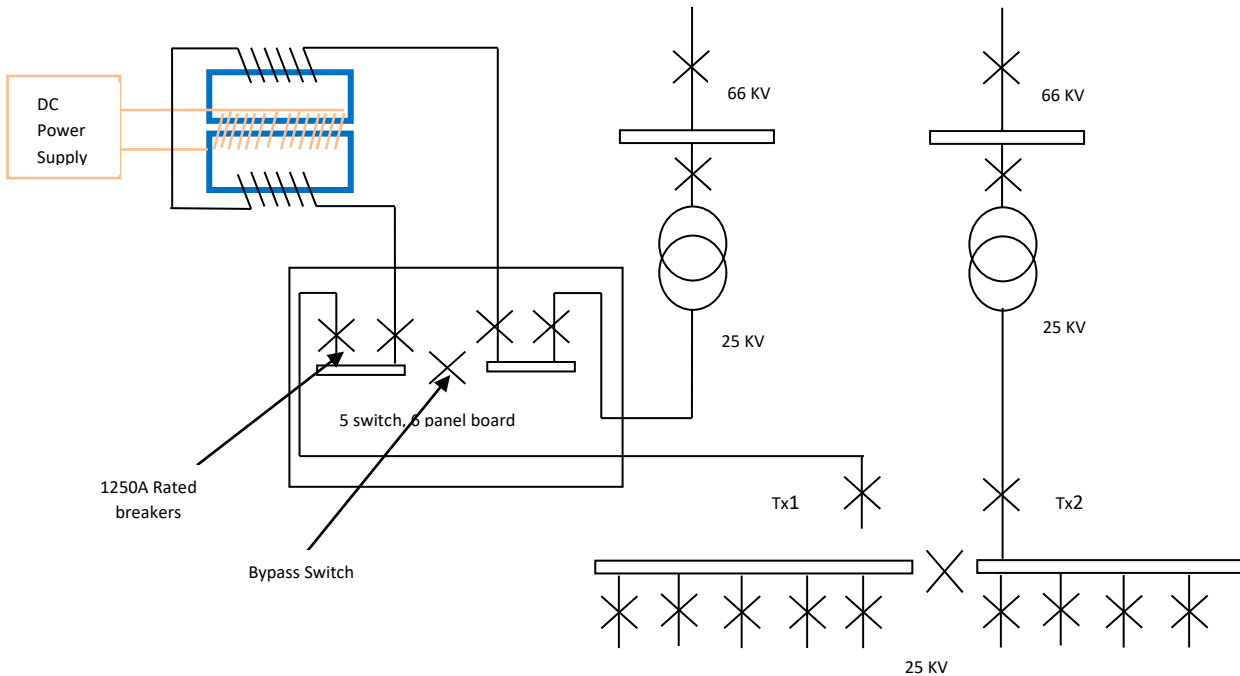 DC
Power
Supply
66 KV
66 KV
25 KV
25 KV
5 switch, 6 panel board
1250A Rated
breakers
Tx1
Tx2
Bypass Switch
25 KV